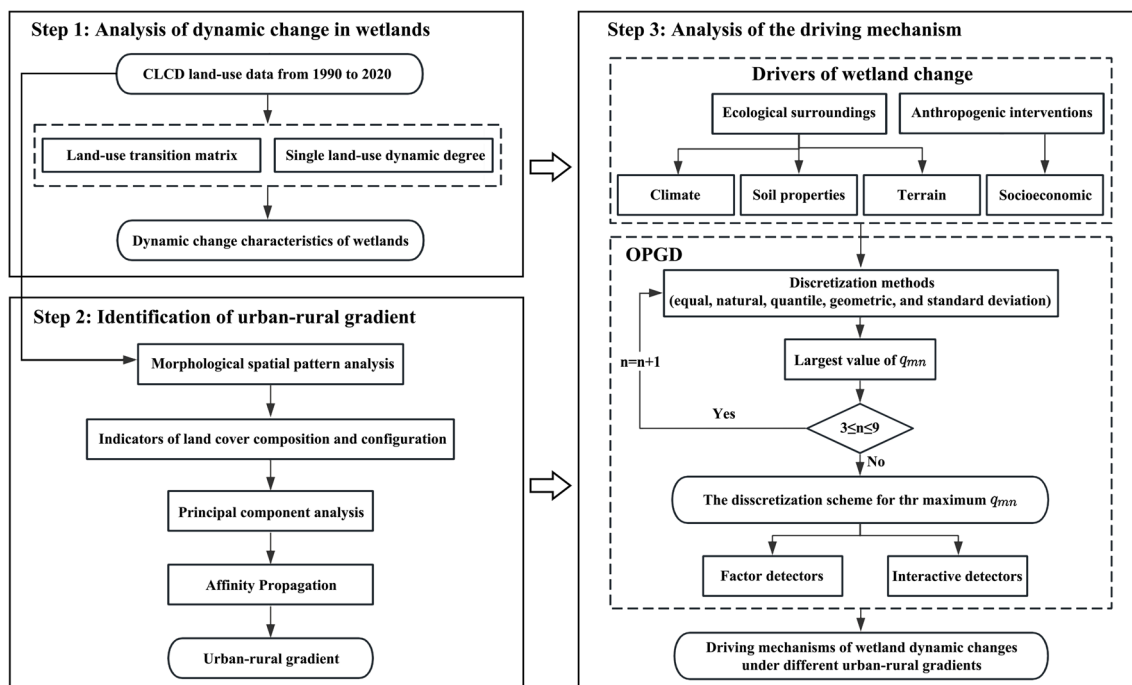 Step 1: Analysis of dynamic change in wetlands
CLCD land-use data from 1990 to 2020
Land-use transition matrix
Single land-use dynamic degree
Dynamic change characteristics of wetlands
Step 2: Identification of urban-rural gradient
Morphological spatial pattern analysis
Indicators of land cover composition and configuration
Principal component analysis
Affinity Propagation
Urban-rural gradient
Step 3: Analysis of the driving mechanism
Drivers of wetland change
Ecological surroundings
Anthropogenic interventions
Climate
Soil properties
Terrain
Socioeconomic
OPGD
Discretization methods
(equal, natural, quantile, geometric, and standard deviation)
n=n+1
Largest value of qmn
Yes
3≤n≤9
No
The disscretization scheme for thr maximum qmn
Factor detectors
Interactive detectors
Driving mechanisms of wetland dynamic changes
under different urban-rural gradients